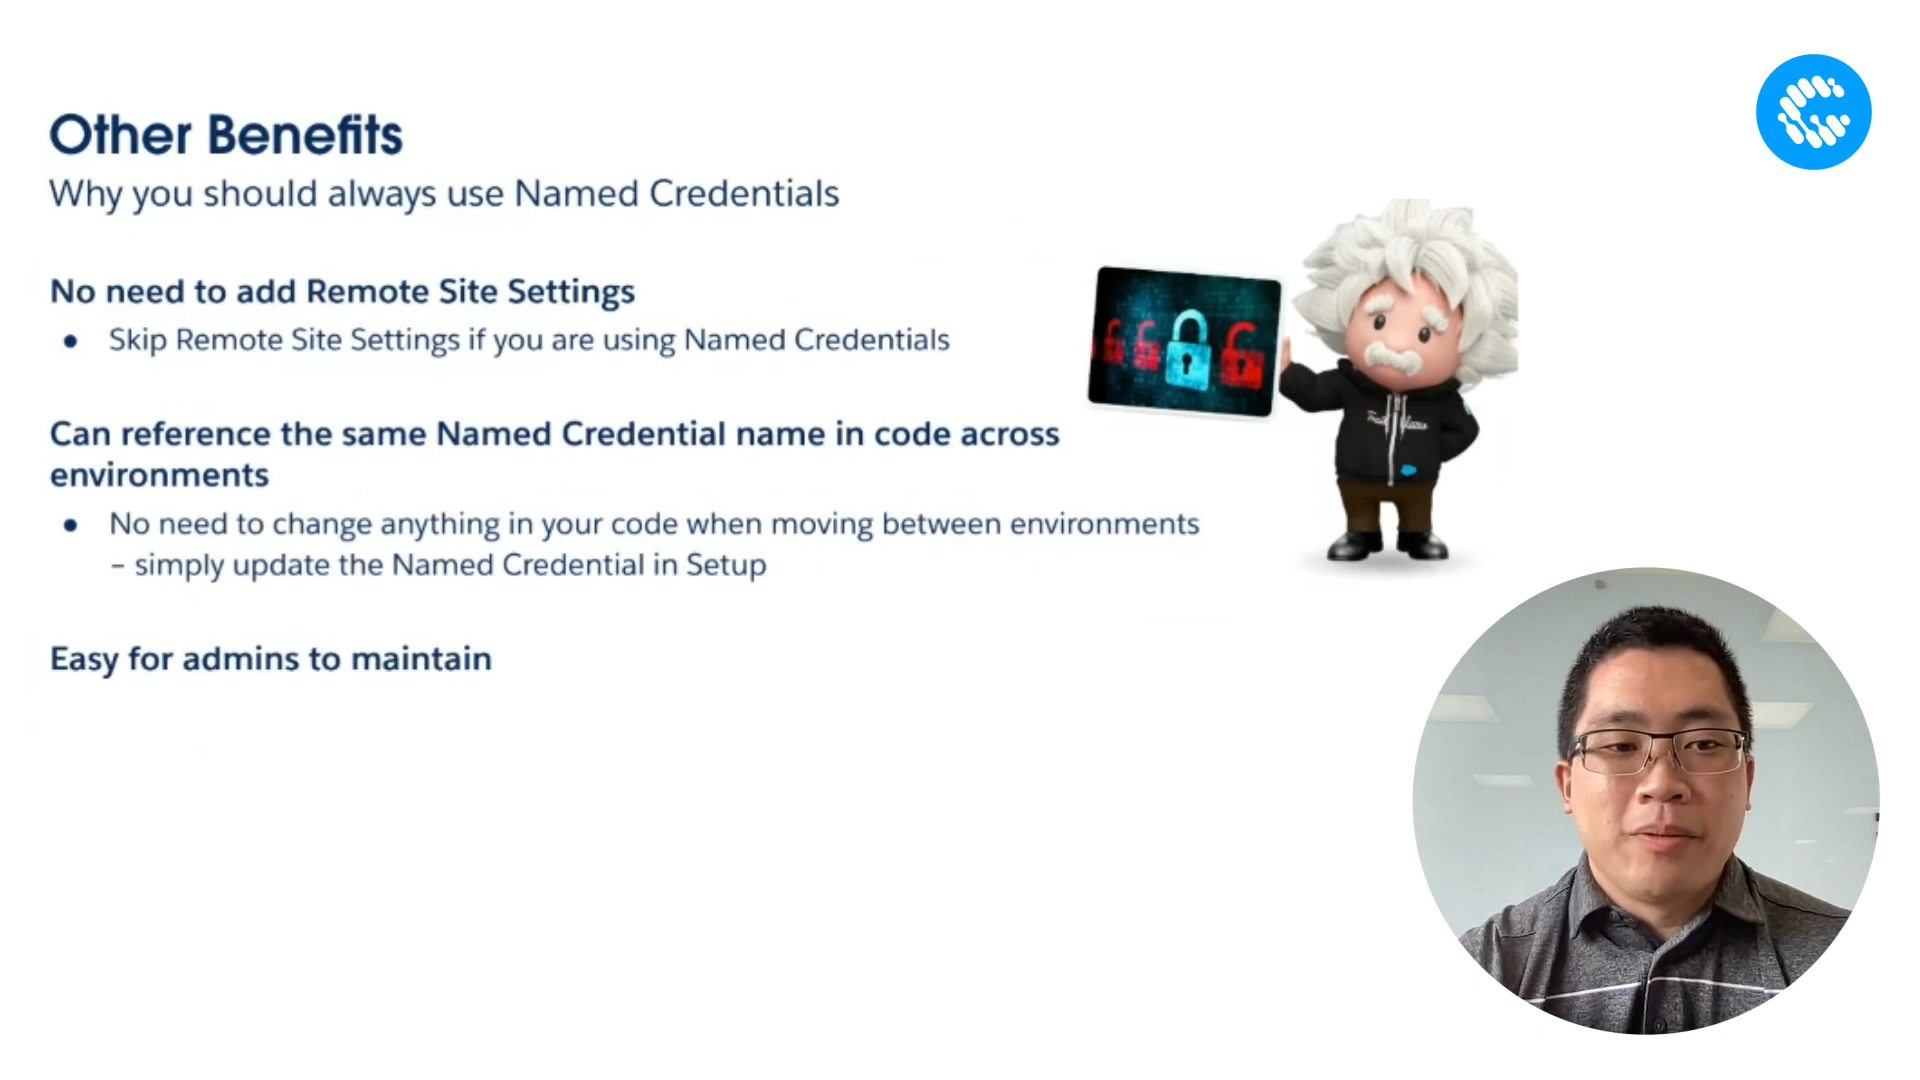 Other Benefits
Why you should always use Named Credentials
No need to add Remote Site Settings
● Skip Remote Site Settings if you are using Named Credentials
Can reference the same Named Credential name in code across
environments
● No need to change anything in your code when moving between environments
– simply update the Named Credential in Setup
Easy for admins to maintain